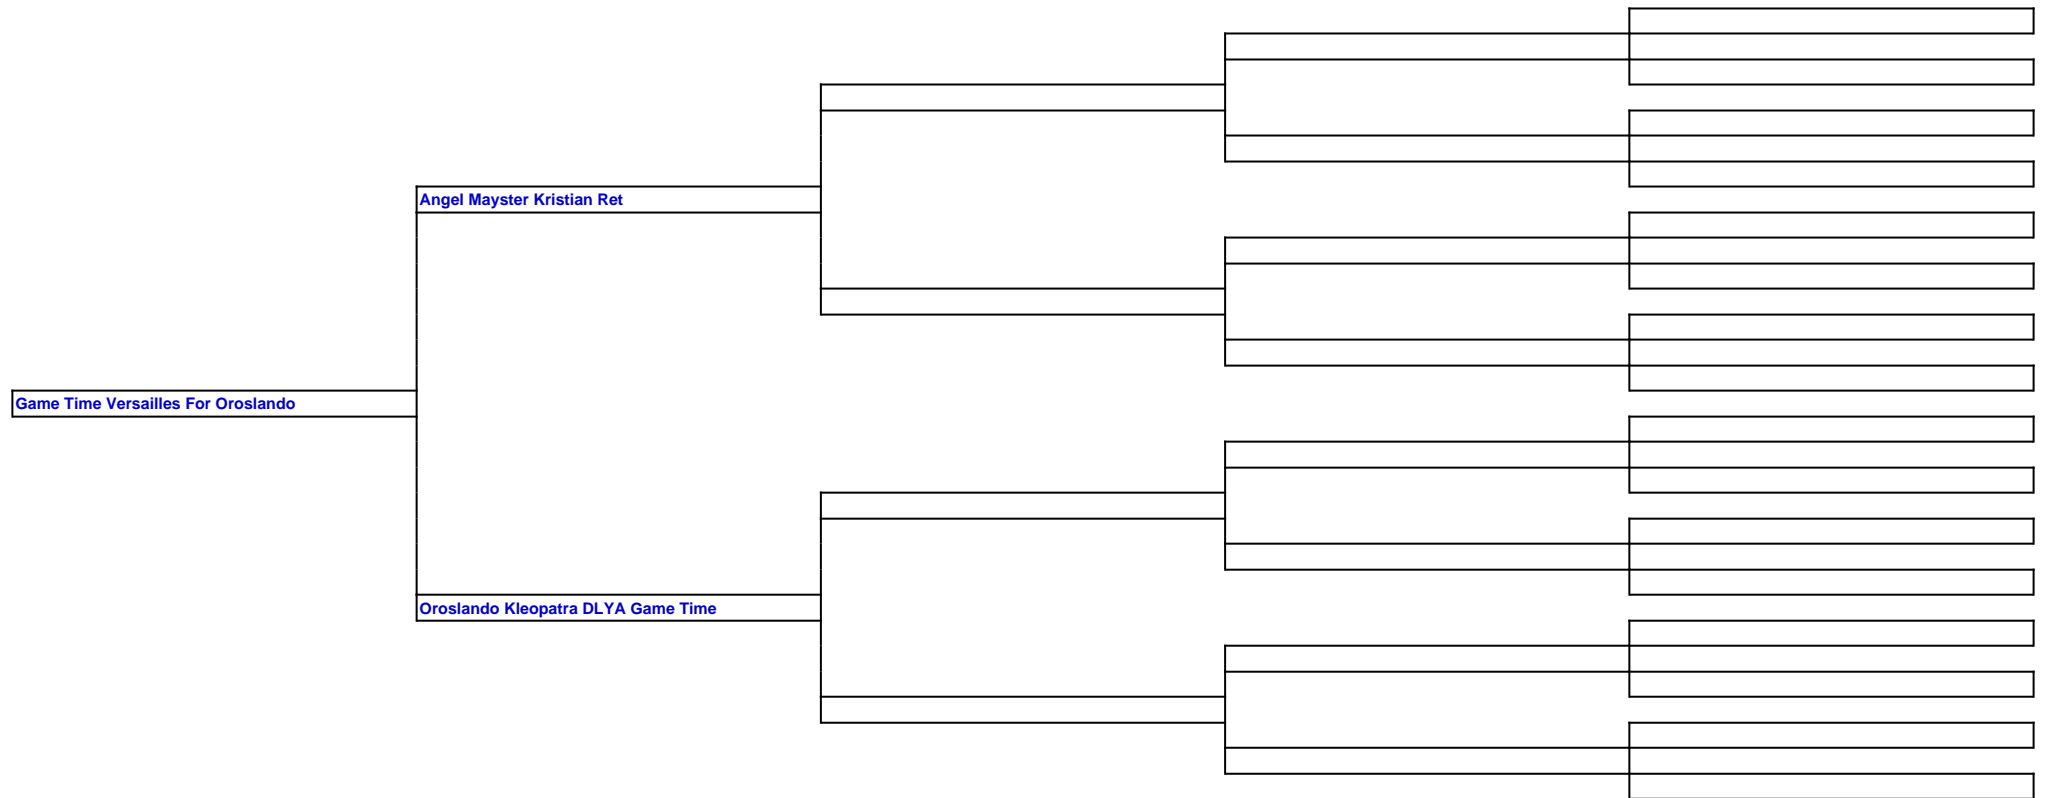 Angel Mayster Kristian Ret
Game Time Versailles For Oroslando
Oroslando Kleopatra DLYA Game Time